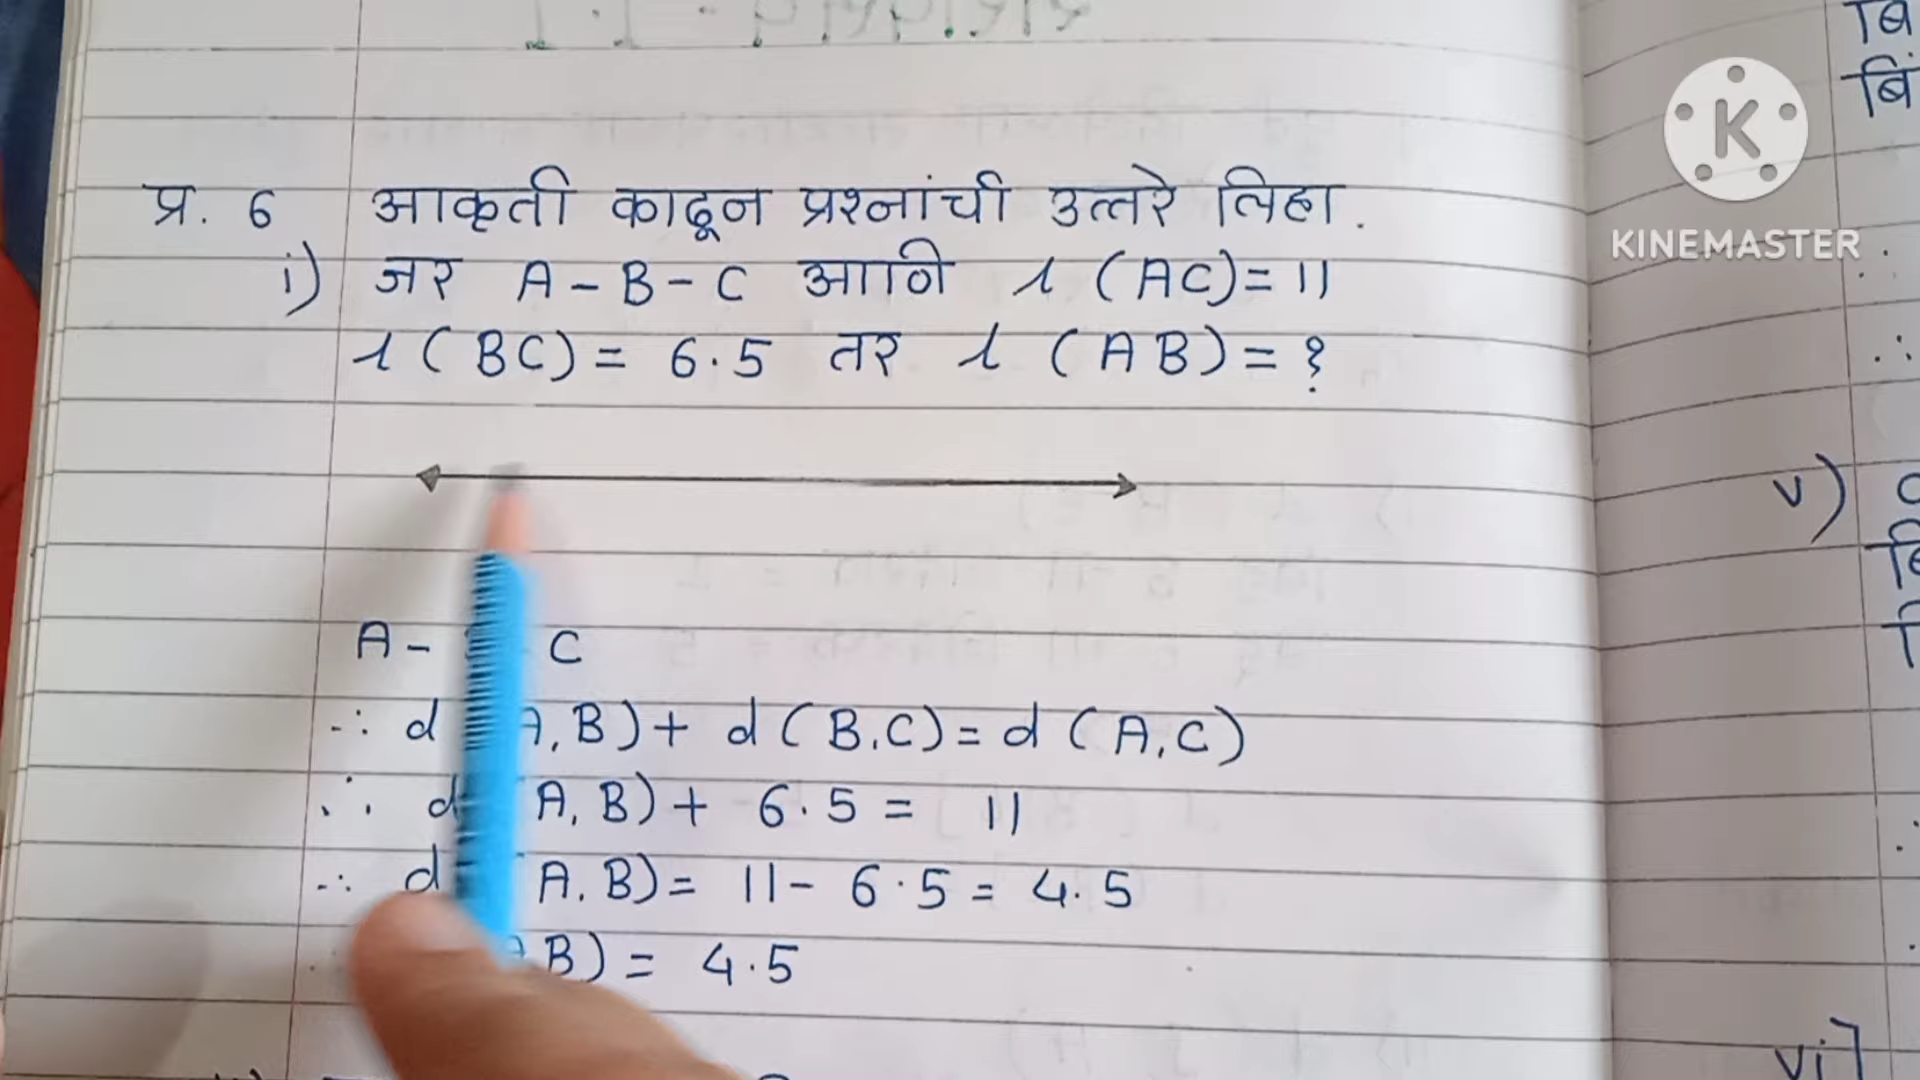 प्र. 6 आकृती काढून प्रश्नांची उत्तरे लिहा.
i) जर A - B - C आणि l (AC) = 11
l (BC) = 6.5 तर l (AB) = ?
A - C
∴ d A, B) + d (B, C) = d (A, C)
∴ d A, B) + 6.5 = 11
∴ d A, B) = 11 - 6.5 = 4.5
B) = 4.5
K
KINEMASTER
v)
vi]